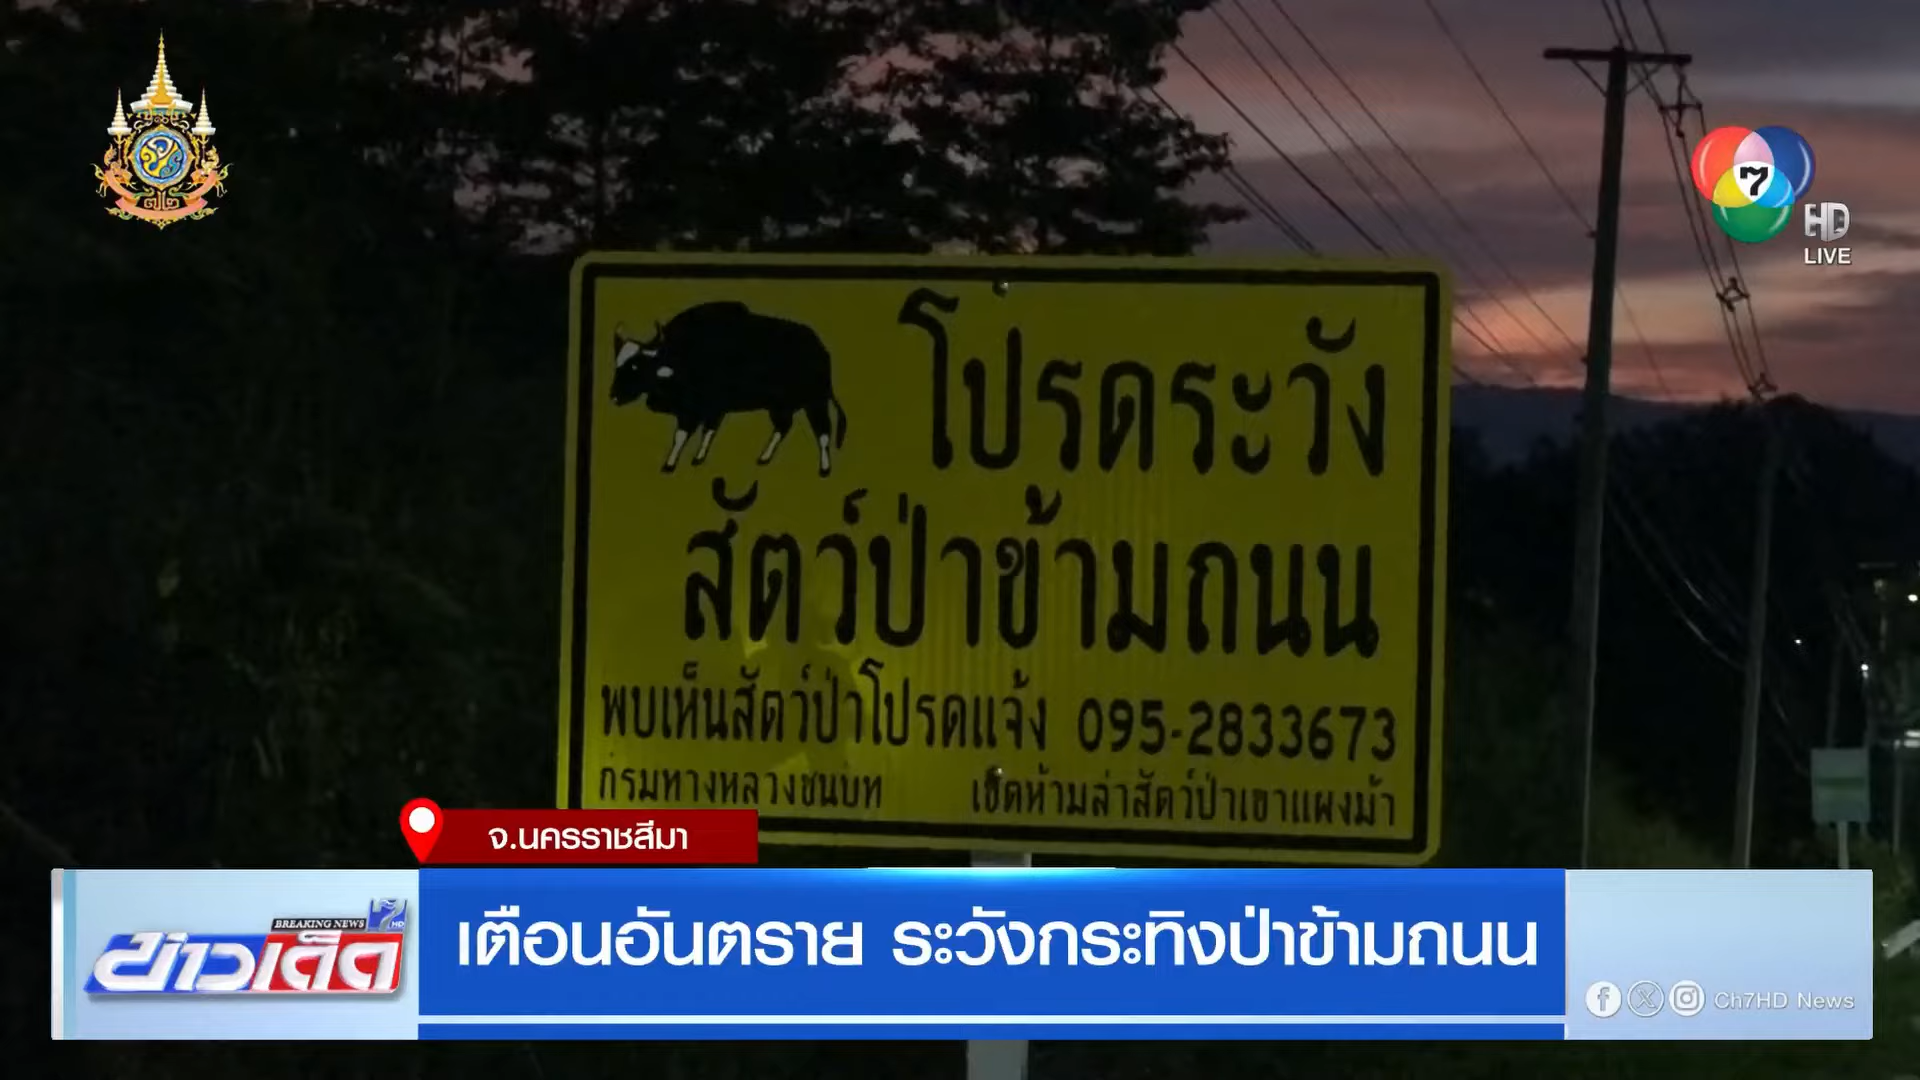 ๗๒
7
HD
LIVE
โปรดระวัง
สัตว์ป่าข้ามถนน
พบเห็นสัตว์ป่าโปรดแจ้ง 095-2833673
กรมทางหลวงชนบท เขตห้ามล่าสัตว์ป่าเขาแผงม้า
จ.นครราชสีมา
BREAKING NEWS 7HD
ข่าวเด็ด
เตือนอันตราย ระวังกระทิงป่าข้ามถนน
Ch7HD News